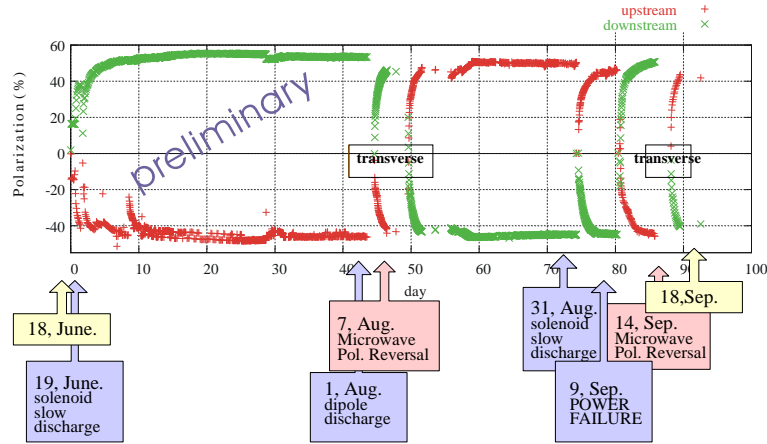 upstream
downstream
Polarization (%)
60
40
20
0
-20
-40
preliminary
transverse
transverse
0
10
20
30
40
50
60
70
80
90
100
day
18, June.
19, June.
solenoid
slow
discharge
1, Aug.
dipole
discharge
7, Aug.
Microwave
Pol. Reversal
31, Aug.
solenoid
slow
discharge
9, Sep.
POWER
FAILURE
14, Sep.
Microwave
Pol. Reversal
18,Sep.